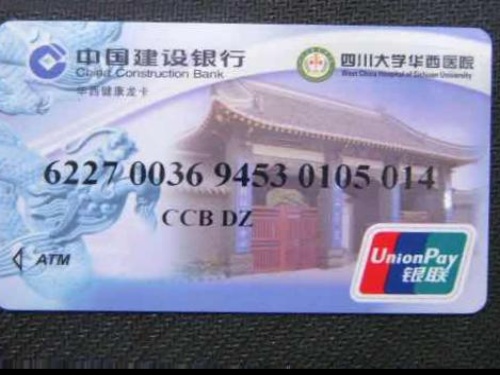 中国建设银行
China Construction Bank
四川大学华西医院
West China Hospital of Sichuan University
华西健康龙卡
6227 0036 9453 0105 014
CCB DZ
ATM
UnionPay
银联